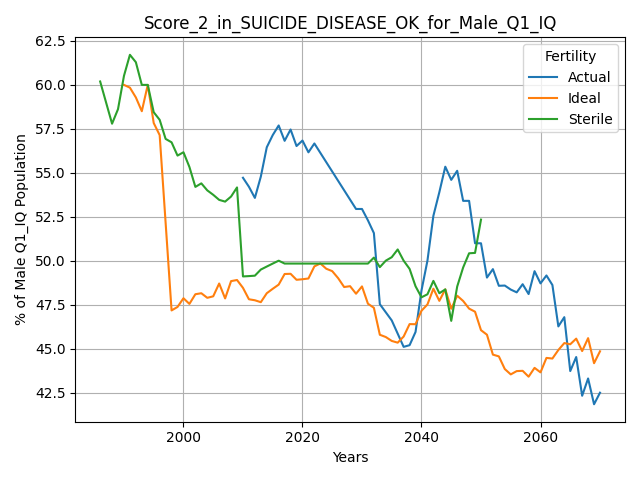 Score_2_in_SUICIDE_DISEASE_OK_for_Male_Q1_IQ
% of Male Q1_IQ Population
62.5
60.0
57.5
55.0
52.5
50.0
47.5
45.0
42.5
Fertility
Actual
Ideal
Sterile
2000
2020
2040
2060
Years